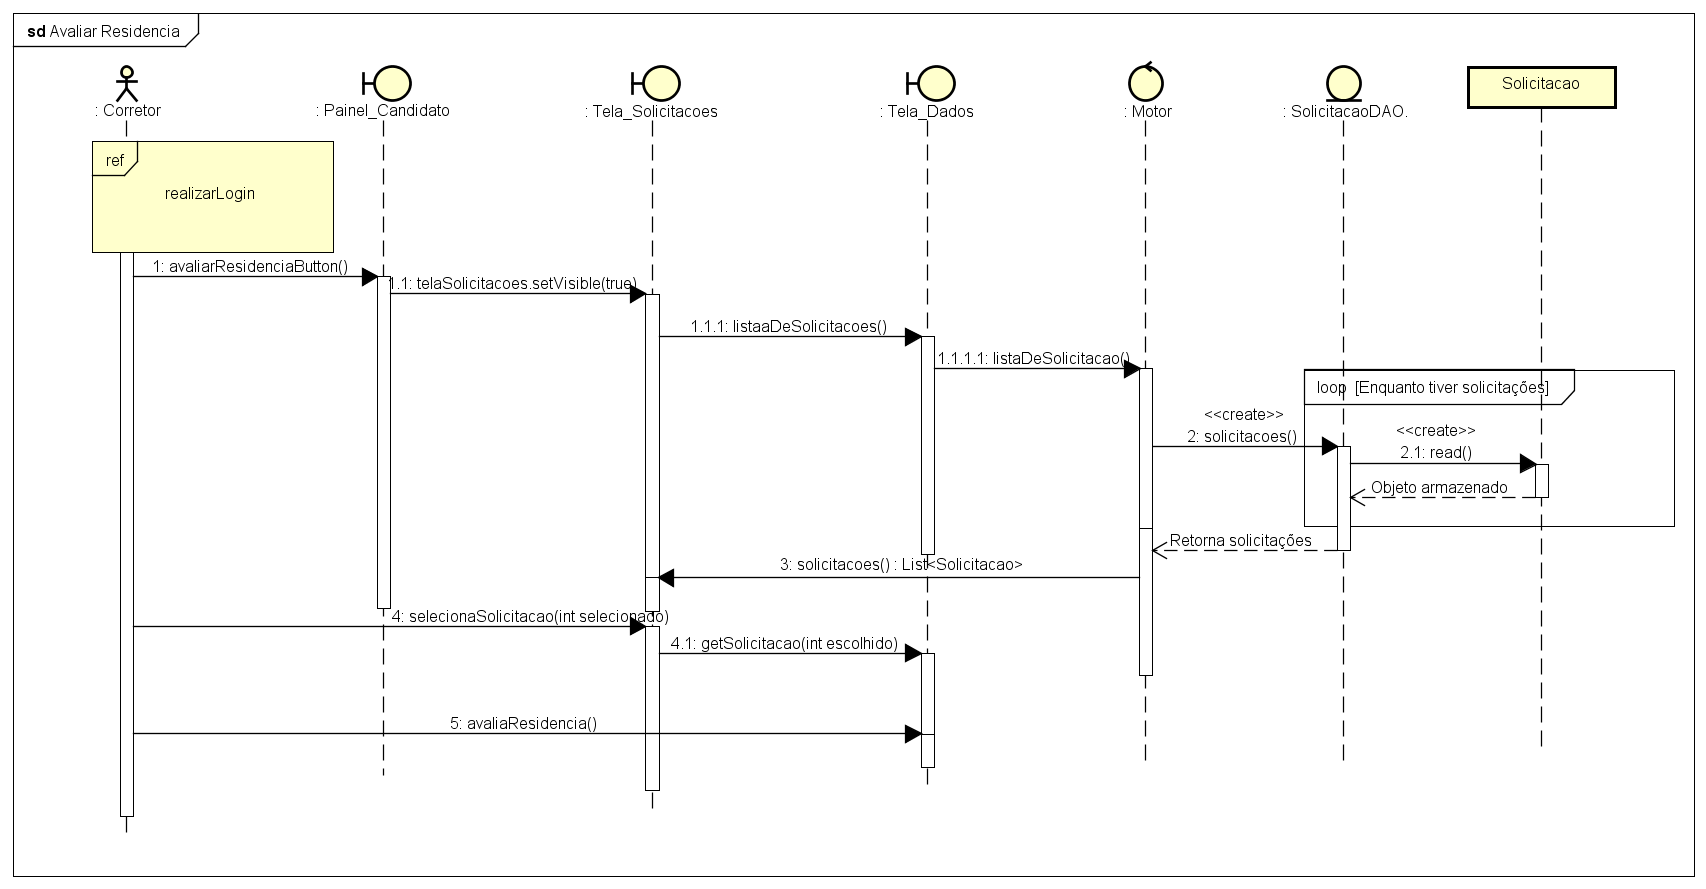 sd Avaliar Residencia
: Corretor
: Painel_Candidato
: Tela_Solicitacoes
: Tela_Dados
: Motor
: SolicitacaoDAO.
Solicitacao
ref
realizarLogin
1: avaliarResidenciaButton()
1.1: telaSolicitacoes.setVisible(true)
1.1.1: listaaDeSolicitacoes()
1.1.1.1: listaDeSolicitacao()
loop [Enquanto tiver solicitações]
<<create>>
2: solicitacoes()
<<create>>
2.1: read()
Objeto armazenado
Retorna solicitações
3: solicitacoes() : List<Solicitacao>
4: selecionaSolicitacao(int selecionado)
4.1: getSolicitacao(int escolhido)
5: avaliaResidencia()